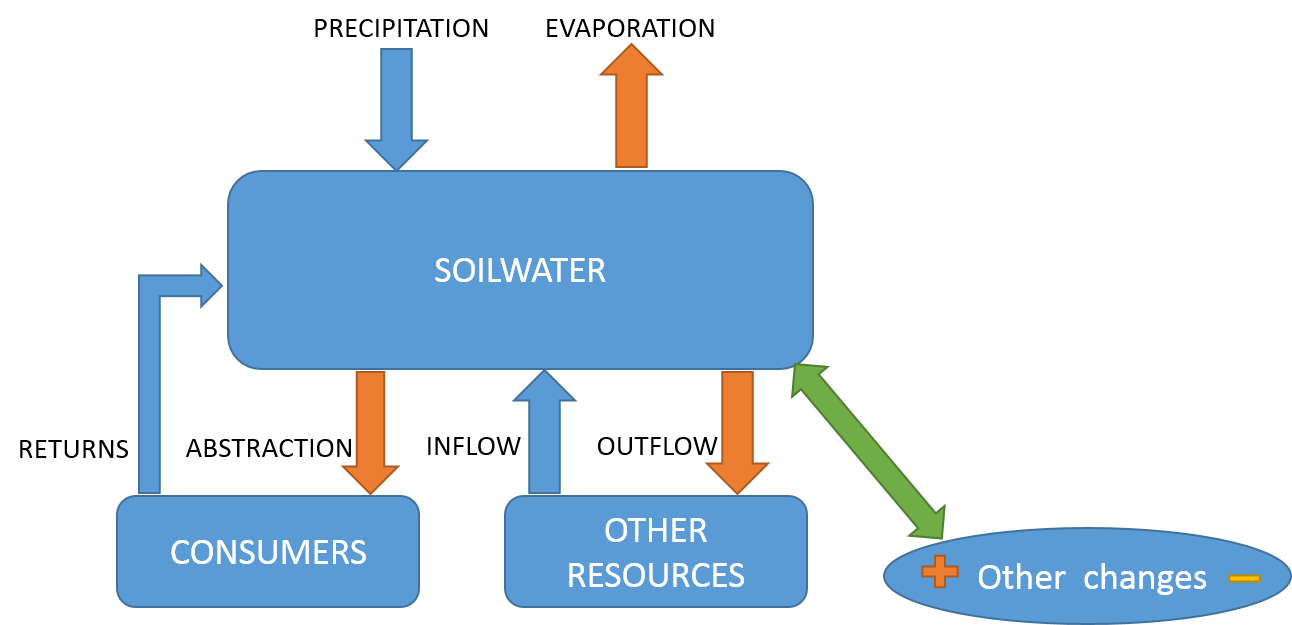 PRECIPITATION
EVAPORATION
SOILWATER
RETURNS
ABSTRACTION
INFLOW
OUTFLOW
CONSUMERS
OTHER
RESOURCES
Other changes